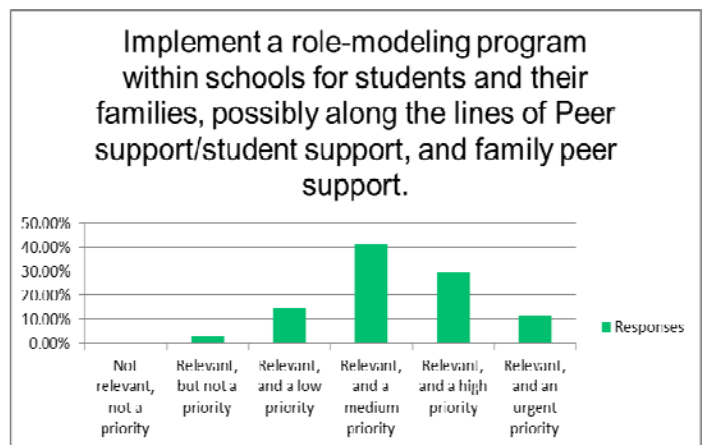 Implement a role-modeling program
within schools for students and their
families, possibly along the lines of Peer
support/student support, and family peer
support.
50.00%
40.00%
30.00%
20.00%
10.00%
0.00%
Not relevant, not a priority
Relevant, but not a priority
Relevant, and a low priority
Relevant, and a medium priority
Relevant, and a high priority
Relevant, and an urgent priority
Responses